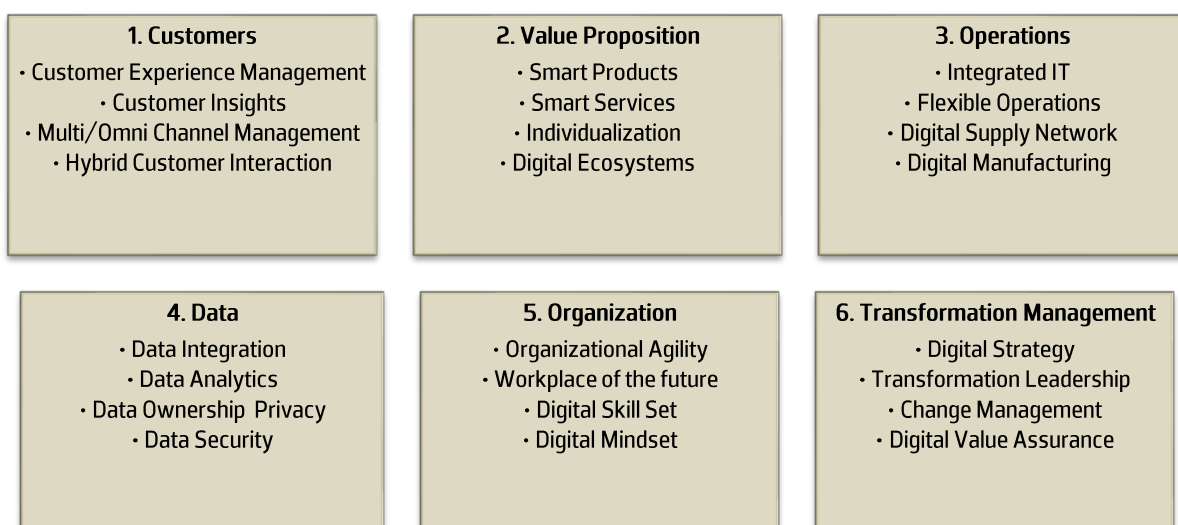 1. Customers
• Customer Experience Management
• Customer Insights
• Multi/Omni Channel Management
• Hybrid Customer Interaction
2. Value Proposition
• Smart Products
• Smart Services
• Individualization
• Digital Ecosystems
3. Operations
• Integrated IT
• Flexible Operations
• Digital Supply Network
• Digital Manufacturing
4. Data
• Data Integration
• Data Analytics
• Data Ownership  Privacy
• Data Security
5. Organization
• Organizational Agility
• Workplace of the future
• Digital Skill Set
• Digital Mindset
6. Transformation Management
• Digital Strategy
• Transformation Leadership
• Change Management
• Digital Value Assurance